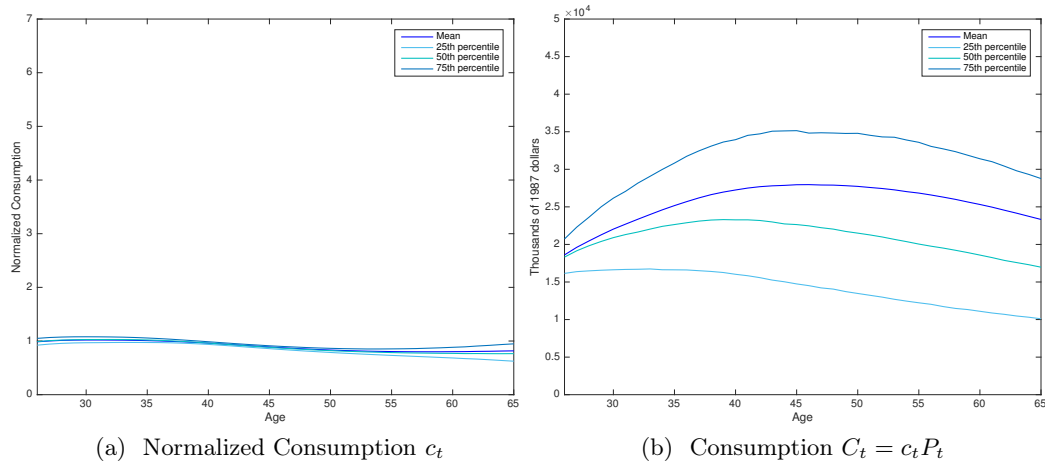 7
6
5
4
3
2
1
0
Normalized Consumption
Mean
25th percentile
50th percentile
75th percentile
30 35 40 45 50 55 60 65
Age
(a) Normalized Consumption $c_t$
×10⁴
5
4.5
4
3.5
3
2.5
2
1.5
1
0.5
0
Thousands of 1987 dollars
Mean
25th percentile
50th percentile
75th percentile
30 35 40 45 50 55 60 65
Age
(b) Consumption $C_t = c_t P_t$